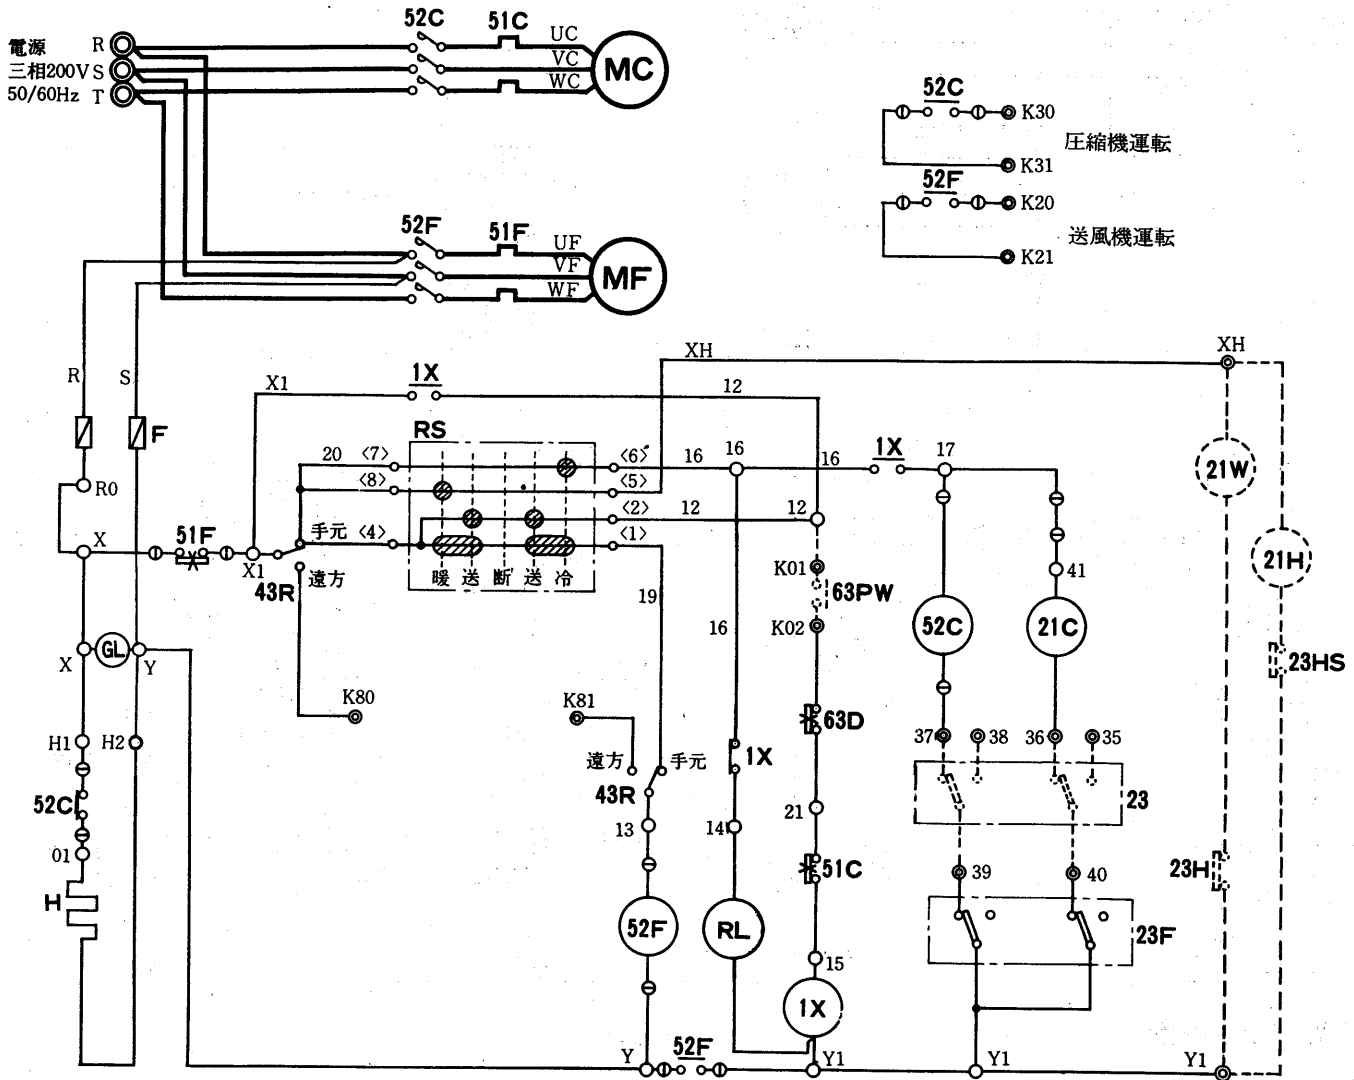 52C
51C
UC
VC
WC
MC
電源
三相200V
50/60Hz
R
S
T
52C
K30
圧縮機運転
K31
52F
K20
送風機運転
K21
52F
51F
UF
VF
WF
MF
R
S
F
R0
X
51F
X1
X1
1X
12
XH
XH
RS
20
〈7〉
〈8〉
手元
〈4〉
〈6〉
〈5〉
〈2〉
〈1〉
暖 送 断 送 冷
遠方
43R
16
16
16
12
12
1X
17
21W
21H
K01
63PW
K02
41
52C
21C
19
16
GL
X
Y
K80
K81
23HS
H1
H2
63D
37
38
36
35
遠方
手元
43R
1X
23
52C
01
13
14
21
H
51C
39
40
23H
52F
RL
23F
15
1X
Y
52F
Y1
Y1
Y1